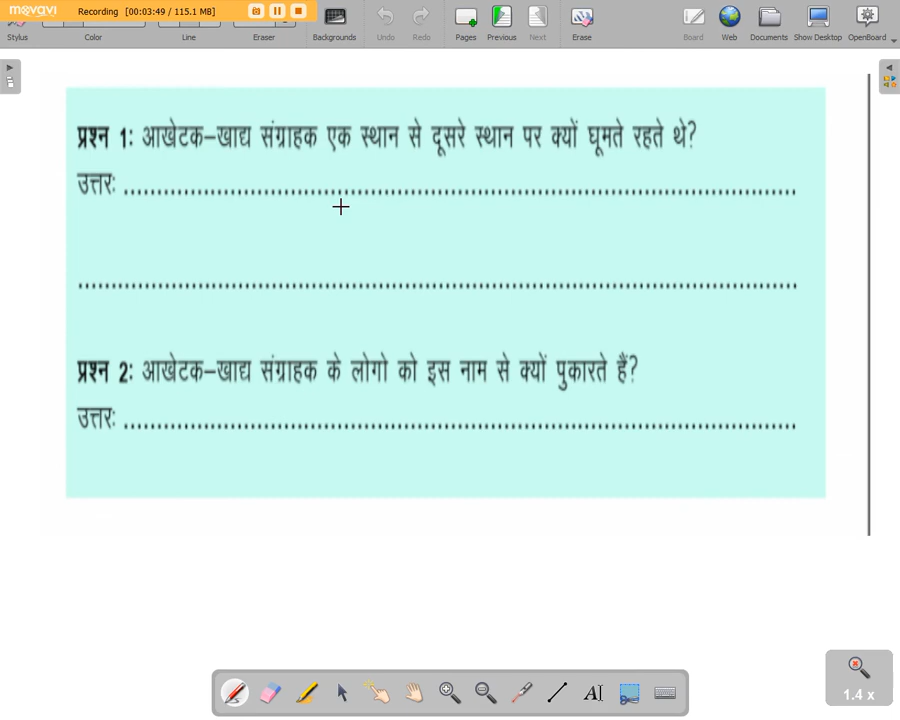 movavi Recording [00:03:49 / 115.1 MB]
Stylus Color Line Eraser Backgrounds Undo Redo Pages Previous Next Erase Board Web Documents Show Desktop OpenBoard
प्रश्न 1: आखेटक–खाद्य संग्राहक एक स्थान से दूसरे स्थान पर क्यों घूमते रहते थे?
उत्तरः ....................................................................................................
....................................................................................................
प्रश्न 2: आखेटक–खाद्य संग्राहक के लोगो को इस नाम से क्यों पुकारते हैं?
उत्तरः ....................................................................................................
1.4 x